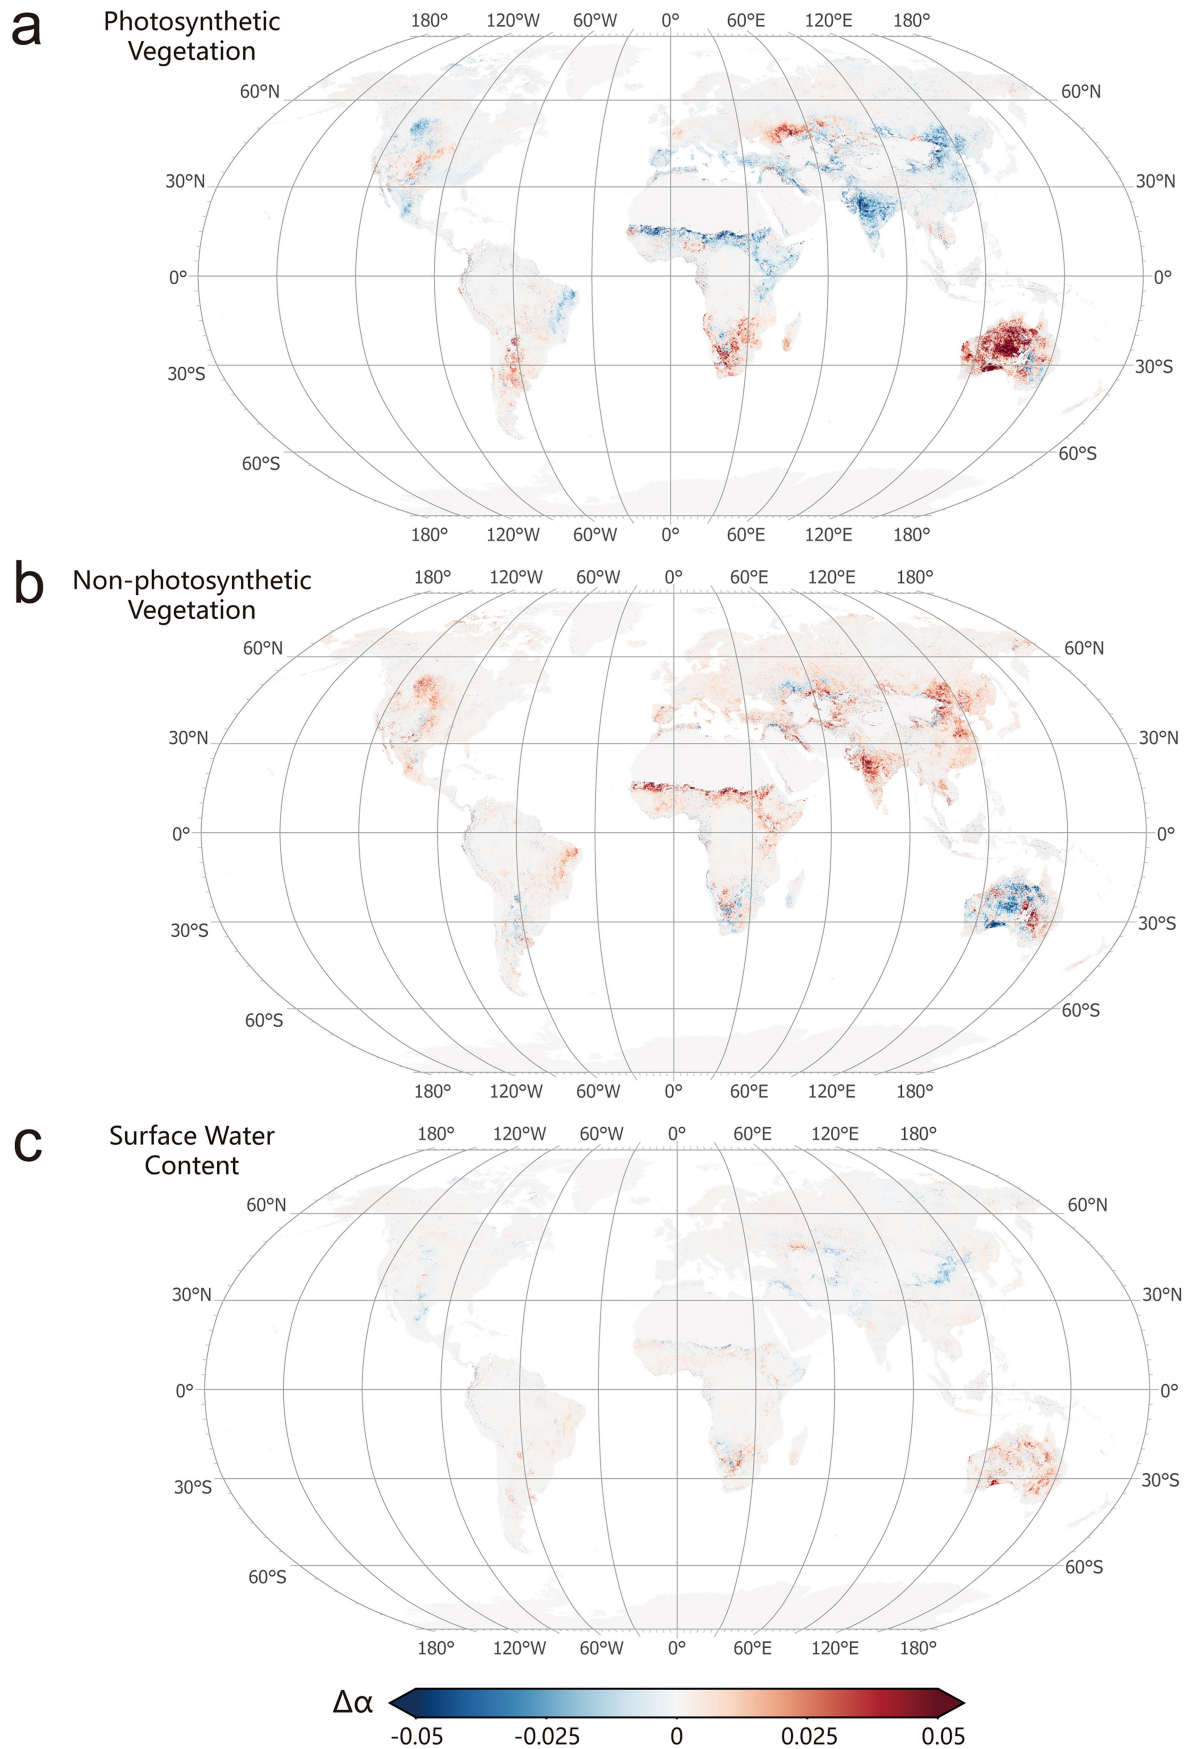 a
Photosynthetic
Vegetation
180° 120°W 60°W 0° 60°E 120°E 180°
60°N 60°N
30°N 30°N
0° 0°
30°S 30°S
60°S 60°S
180° 120°W 60°W 0° 60°E 120°E 180°
b
Non-photosynthetic
Vegetation
180° 120°W 60°W 0° 60°E 120°E 180°
60°N 60°N
30°N 30°N
0° 0°
30°S 30°S
60°S 60°S
180° 120°W 60°W 0° 60°E 120°E 180°
c
Surface Water
Content
180° 120°W 60°W 0° 60°E 120°E 180°
60°N 60°N
30°N 30°N
0° 0°
30°S 30°S
60°S 60°S
180° 120°W 60°W 0° 60°E 120°E 180°
Δα
-0.05 -0.025 0 0.025 0.05